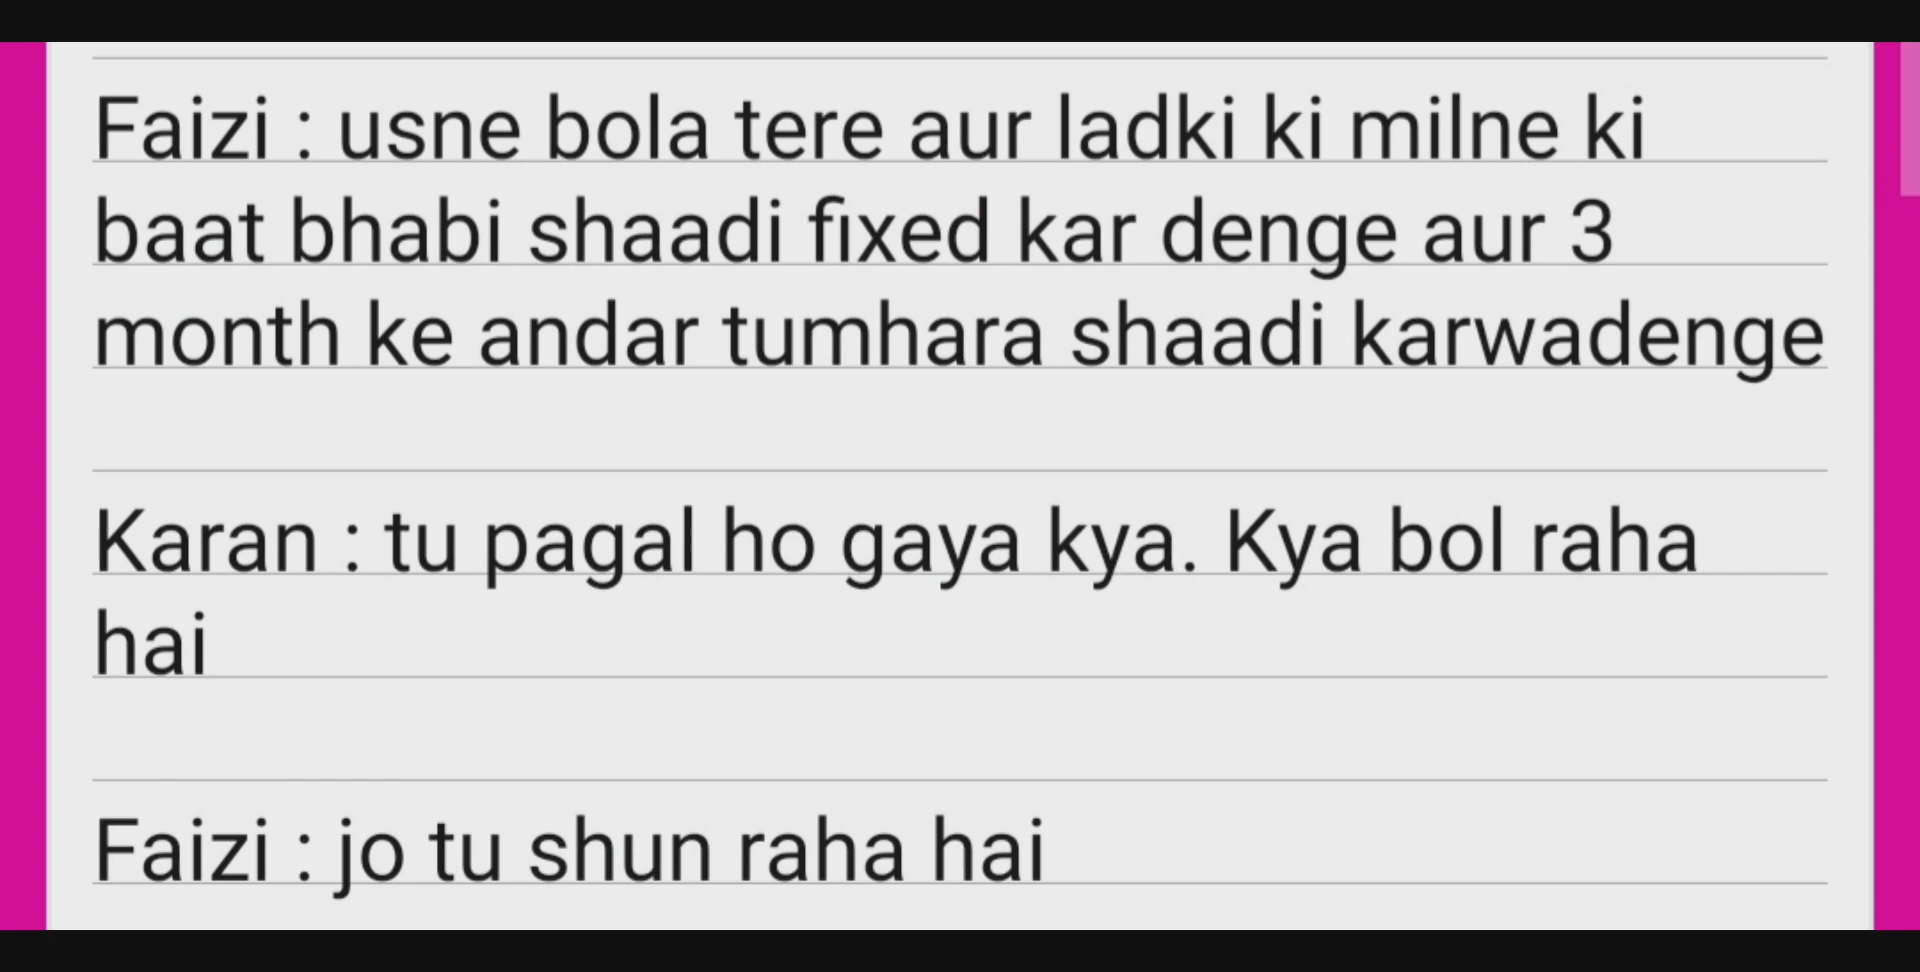 Faizi : usne bola tere aur ladki ki milne ki
baat bhabi shaadi fixed kar denge aur 3
month ke andar tumhara shaadi karwadenge
Karan : tu pagal ho gaya kya. Kya bol raha
hai
Faizi : jo tu shun raha hai